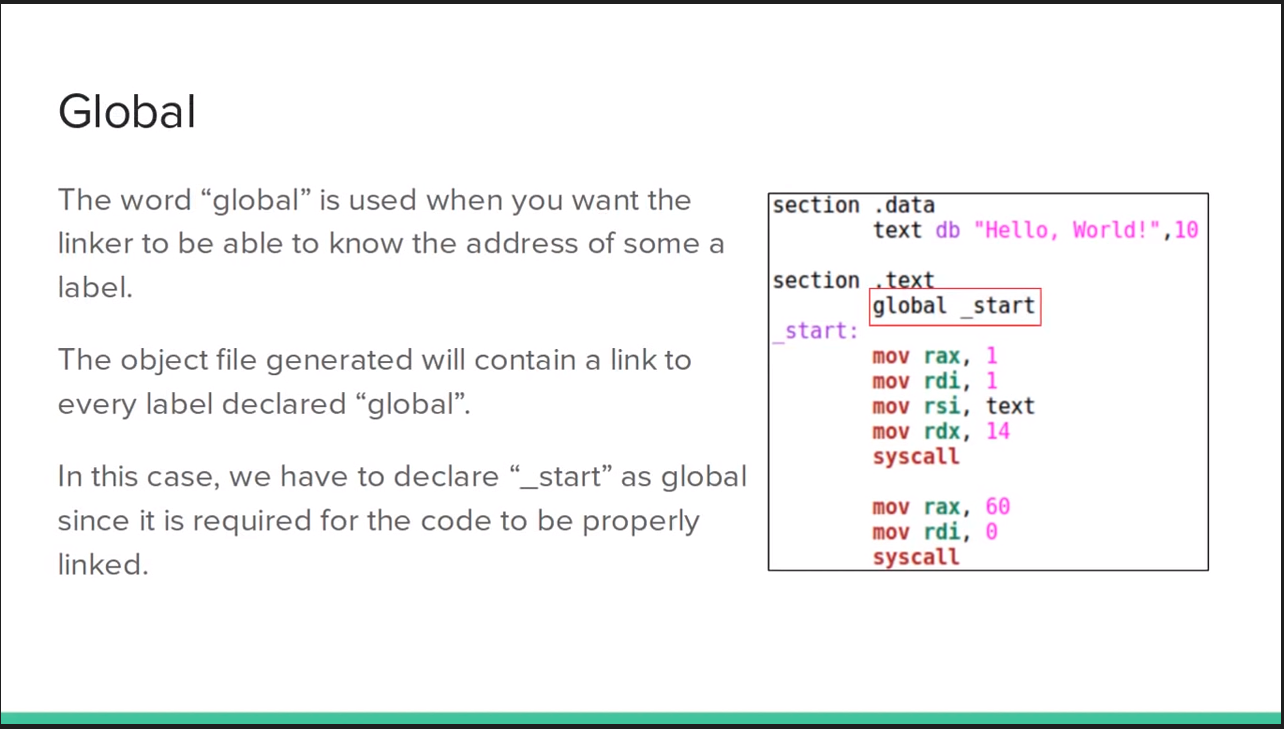 Global
The word “global” is used when you want the
linker to be able to know the address of some a
label.
The object file generated will contain a link to
every label declared “global”.
In this case, we have to declare “_start” as global
since it is required for the code to be properly
linked.
section .data
        text db "Hello, World!",10
section .text
        global _start
_start:
        mov rax, 1
        mov rdi, 1
        mov rsi, text
        mov rdx, 14
        syscall
        mov rax, 60
        mov rdi, 0
        syscall